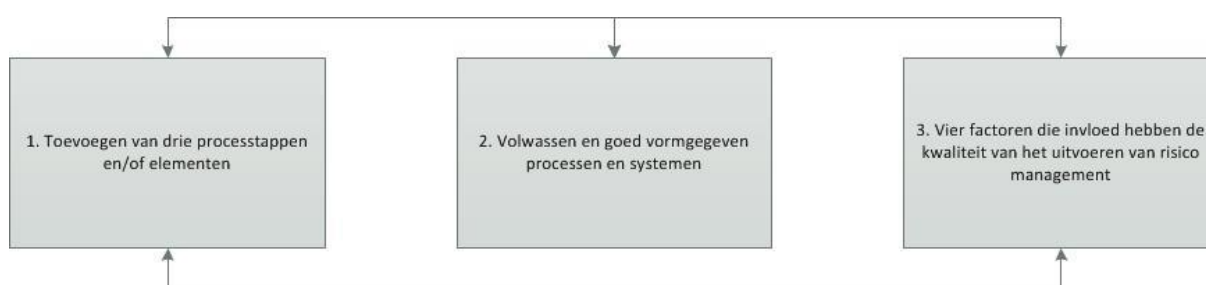 1. Toevoegen van drie processtappen
en/of elementen
2. Volwassen en goed vormgegeven
processen en systemen
3. Vier factoren die invloed hebben de
kwaliteit van het uitvoeren van risico
management